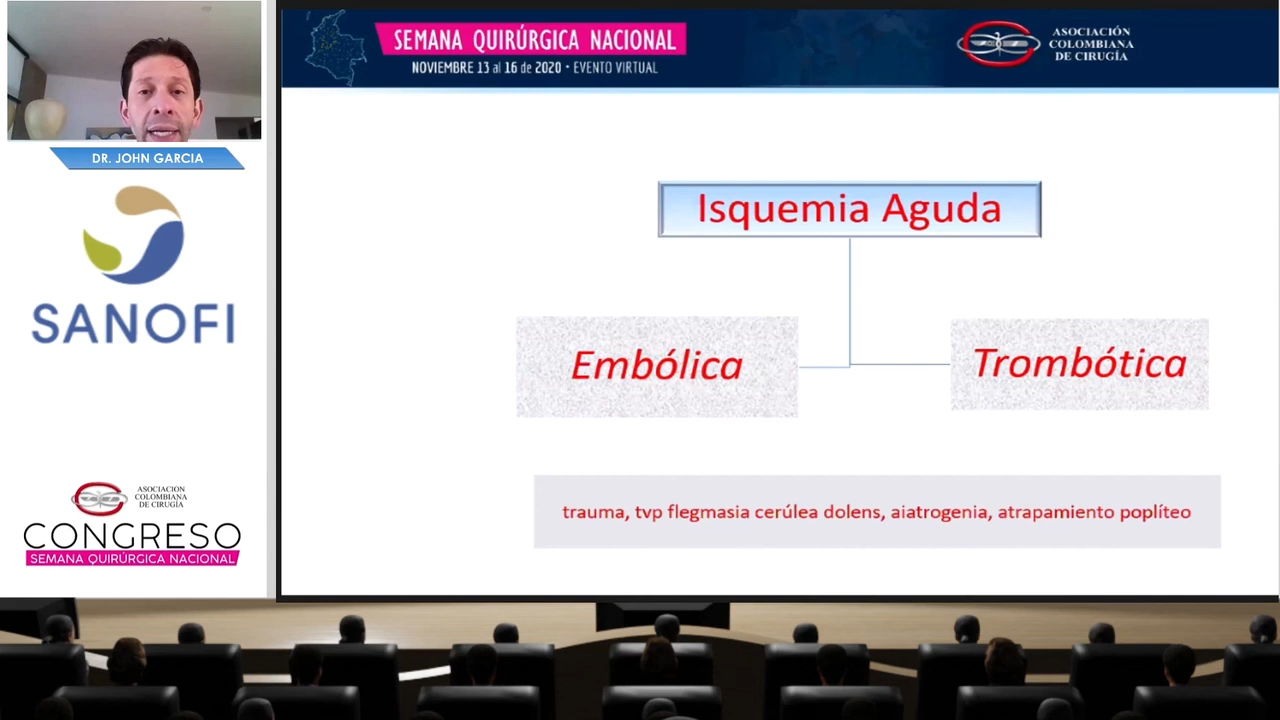 SEMANA QUIRÚRGICA NACIONAL
NOVIEMBRE 13 al 16 de 2020 • EVENTO VIRTUAL
ASOCIACIÓN
COLOMBIANA
DE CIRUGÍA
DR. JOHN GARCIA
SANOFI
Isquemia Aguda
Embólica
Trombótica
trauma, tvp flegmasia cerúlea dolens, aiatrogenia, atrapamiento poplíteo
ASOCIACION
COLOMBIANA
DE CIRUGÍA
CONGRESO
SEMANA QUIRÚRGICA NACIONAL